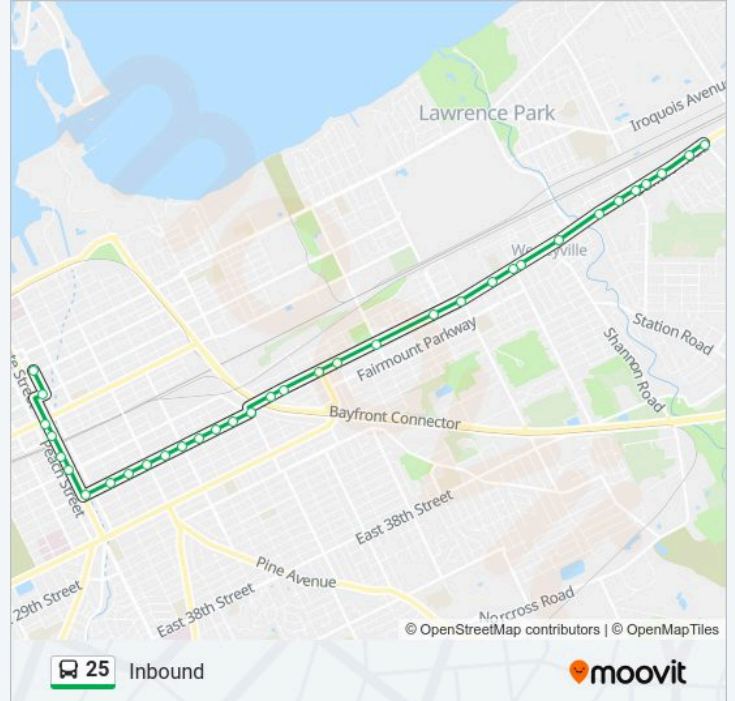 Lawrence Park
Iroquois Avenu
Station Road
Shannon Road
Fairmount Parkway
Bayfront Connector
Peach Street
East 38th Street
Pine Avenue
29th Street
East 38th Street
Norcross Road
© OpenStreetMap contributors | © OpenMapTiles
25 Inbound
moovit